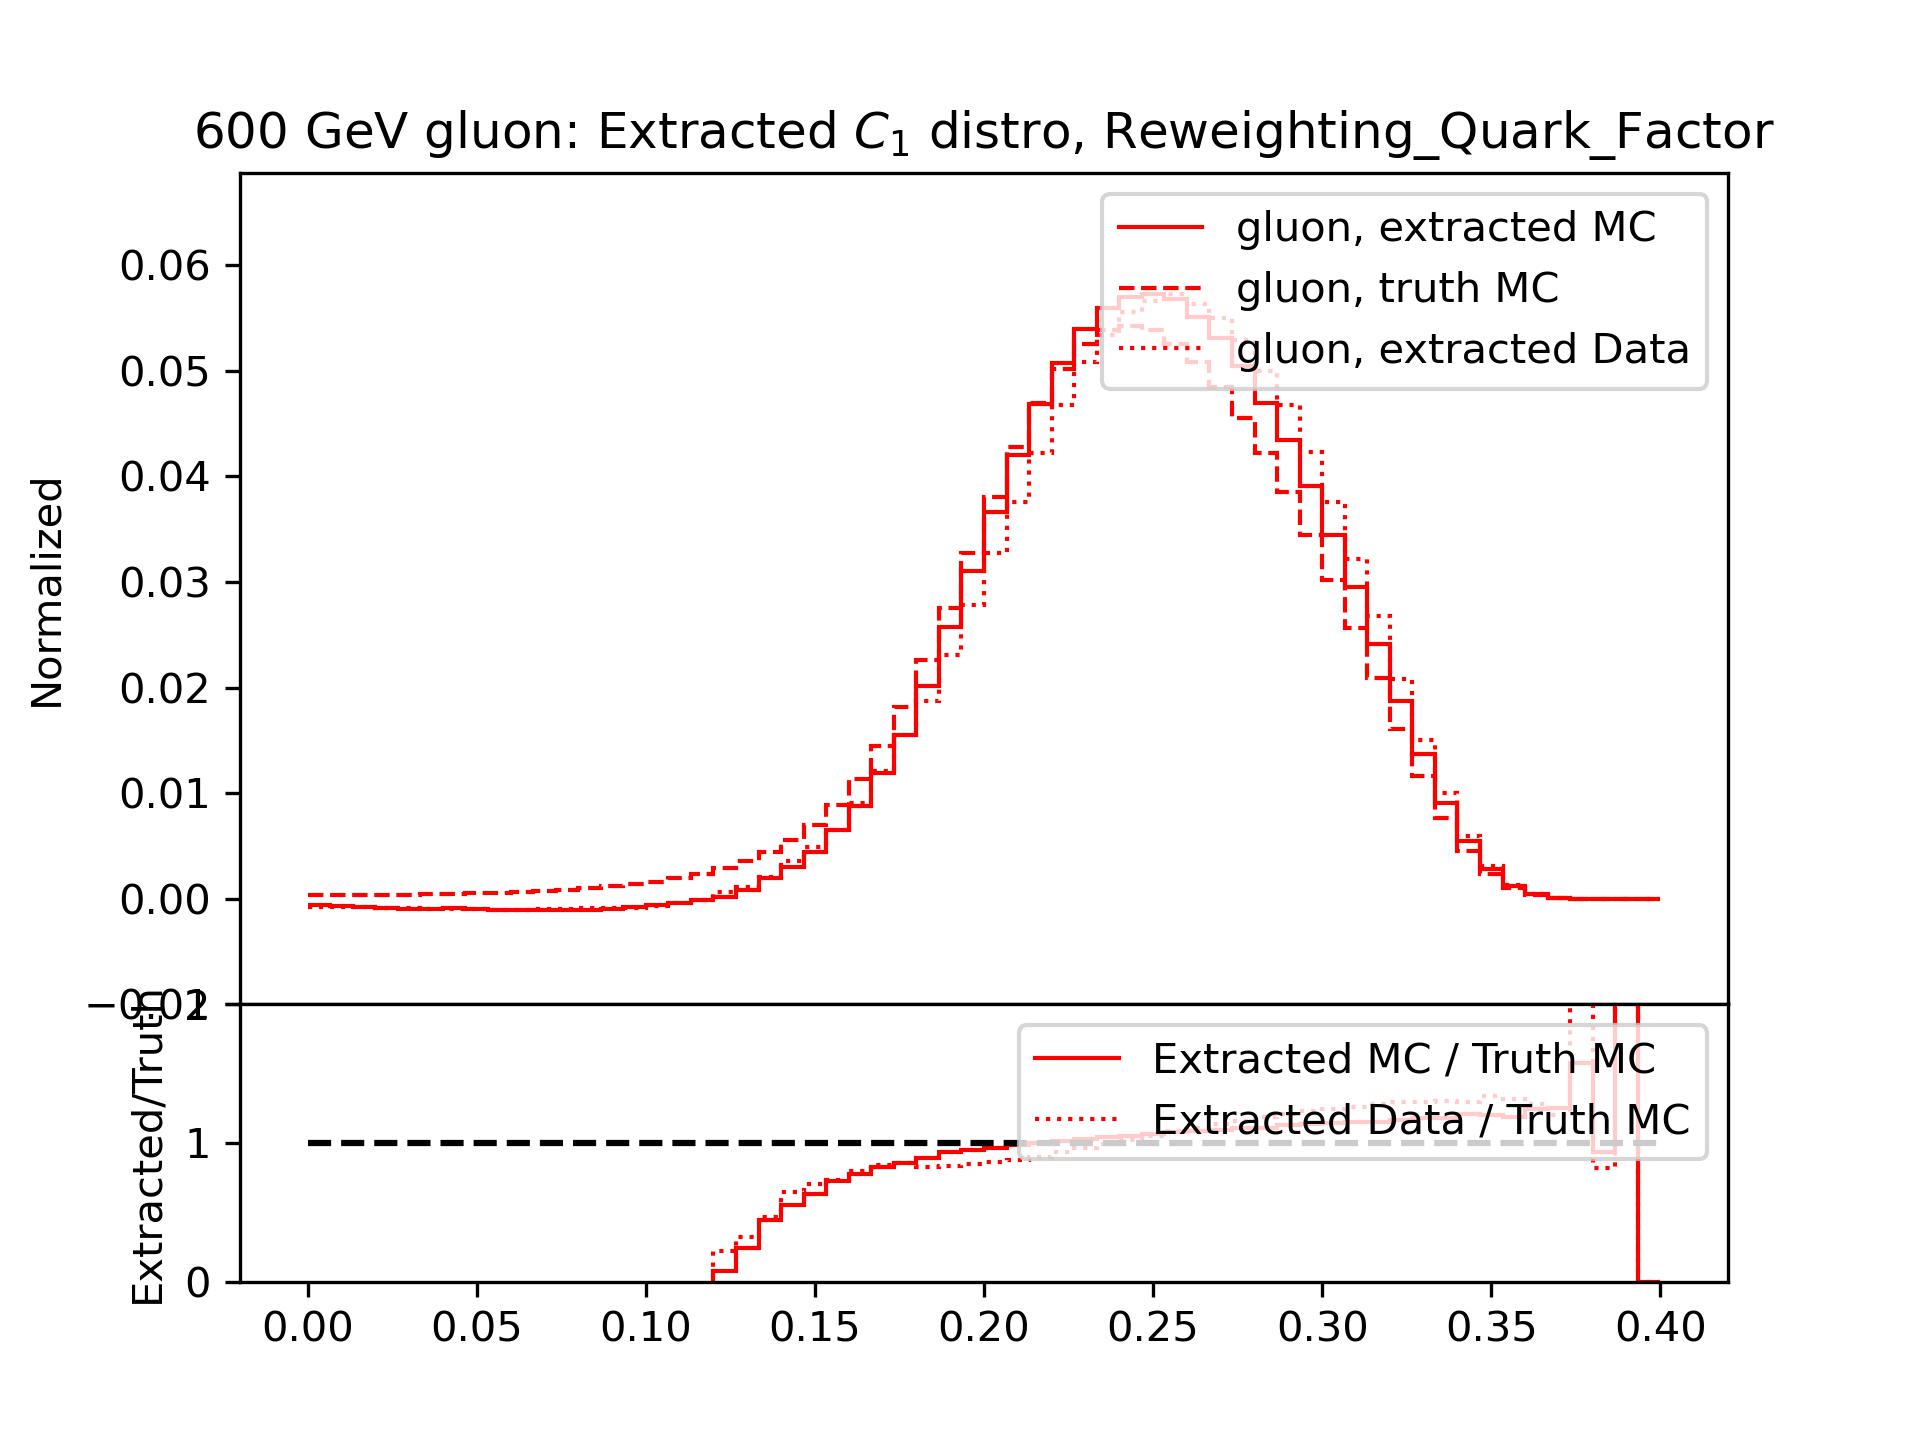 600 GeV gluon: Extracted C₁ distro, Reweighting_Quark_Factor
gluon, extracted MC
gluon, truth MC
gluon, extracted Data
Normalized
0.06
0.05
0.04
0.03
0.02
0.01
0.00
−0.01
Extracted MC / Truth MC
Extracted Data / Truth MC
Extracted/Truth
2
1
0
0.00 0.05 0.10 0.15 0.20 0.25 0.30 0.35 0.40